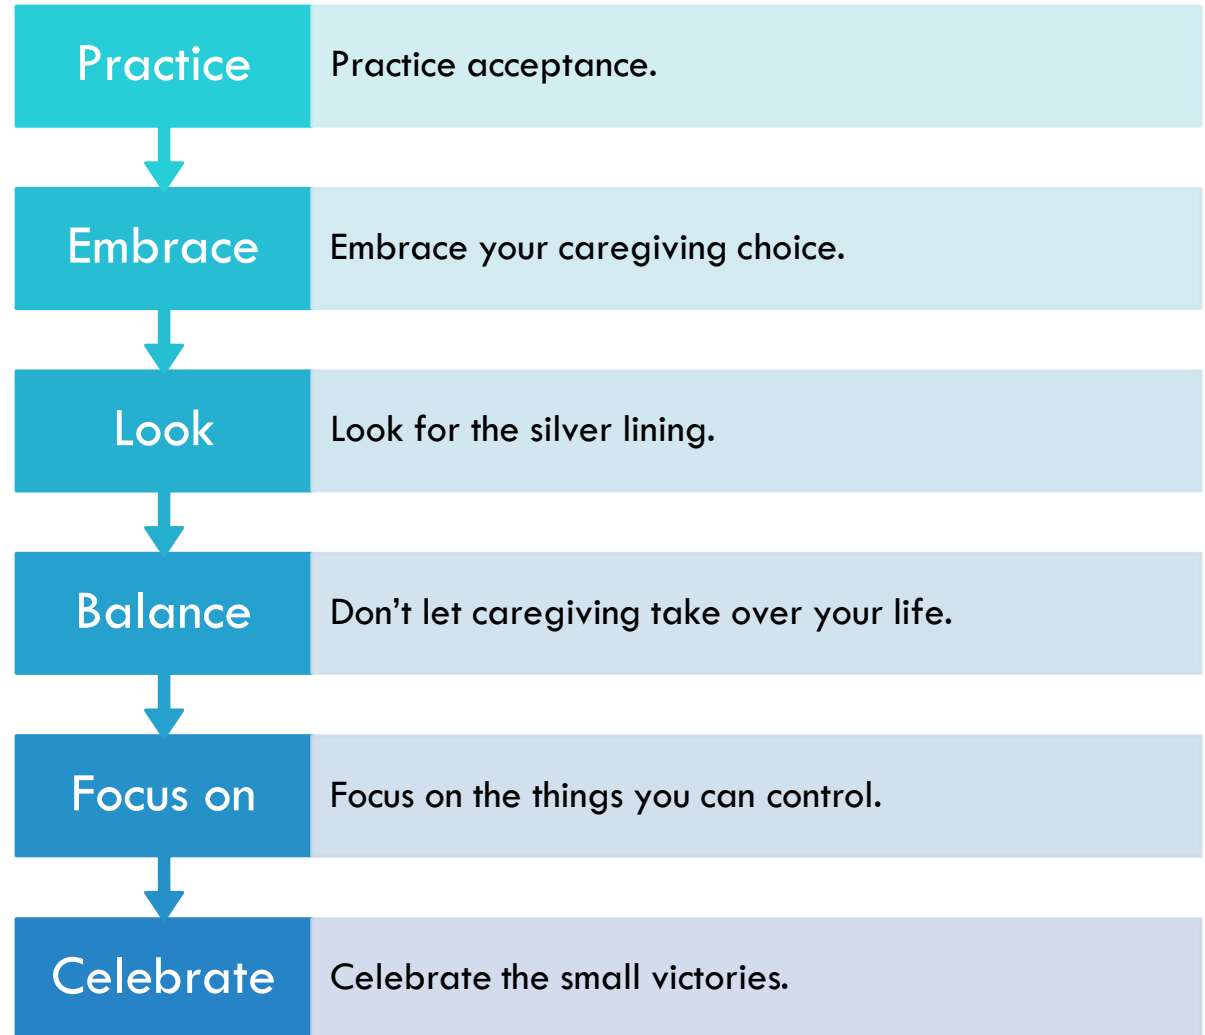 Practice
Practice acceptance.
Embrace
Embrace your caregiving choice.
Look
Look for the silver lining.
Balance
Don’t let caregiving take over your life.
Focus on
Focus on the things you can control.
Celebrate
Celebrate the small victories.